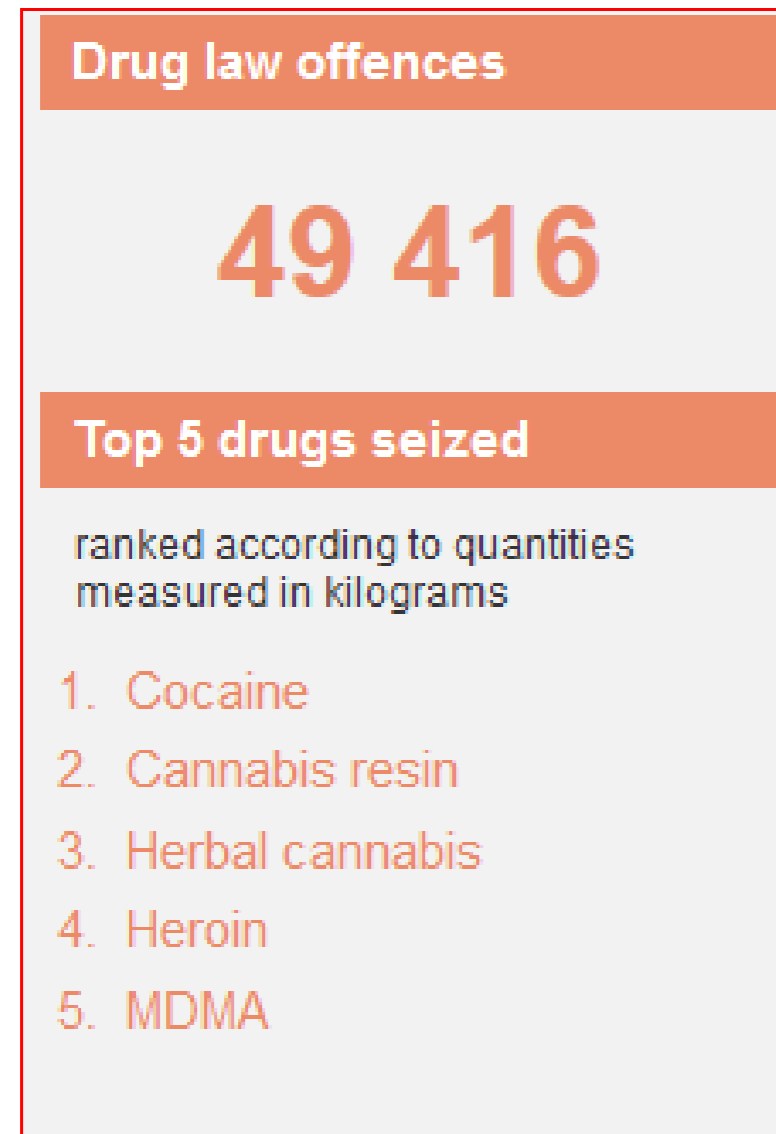 Drug law offences
49 416
Top 5 drugs seized
ranked according to quantities
measured in kilograms
1. Cocaine
2. Cannabis resin
3. Herbal cannabis
4. Heroin
5. MDMA